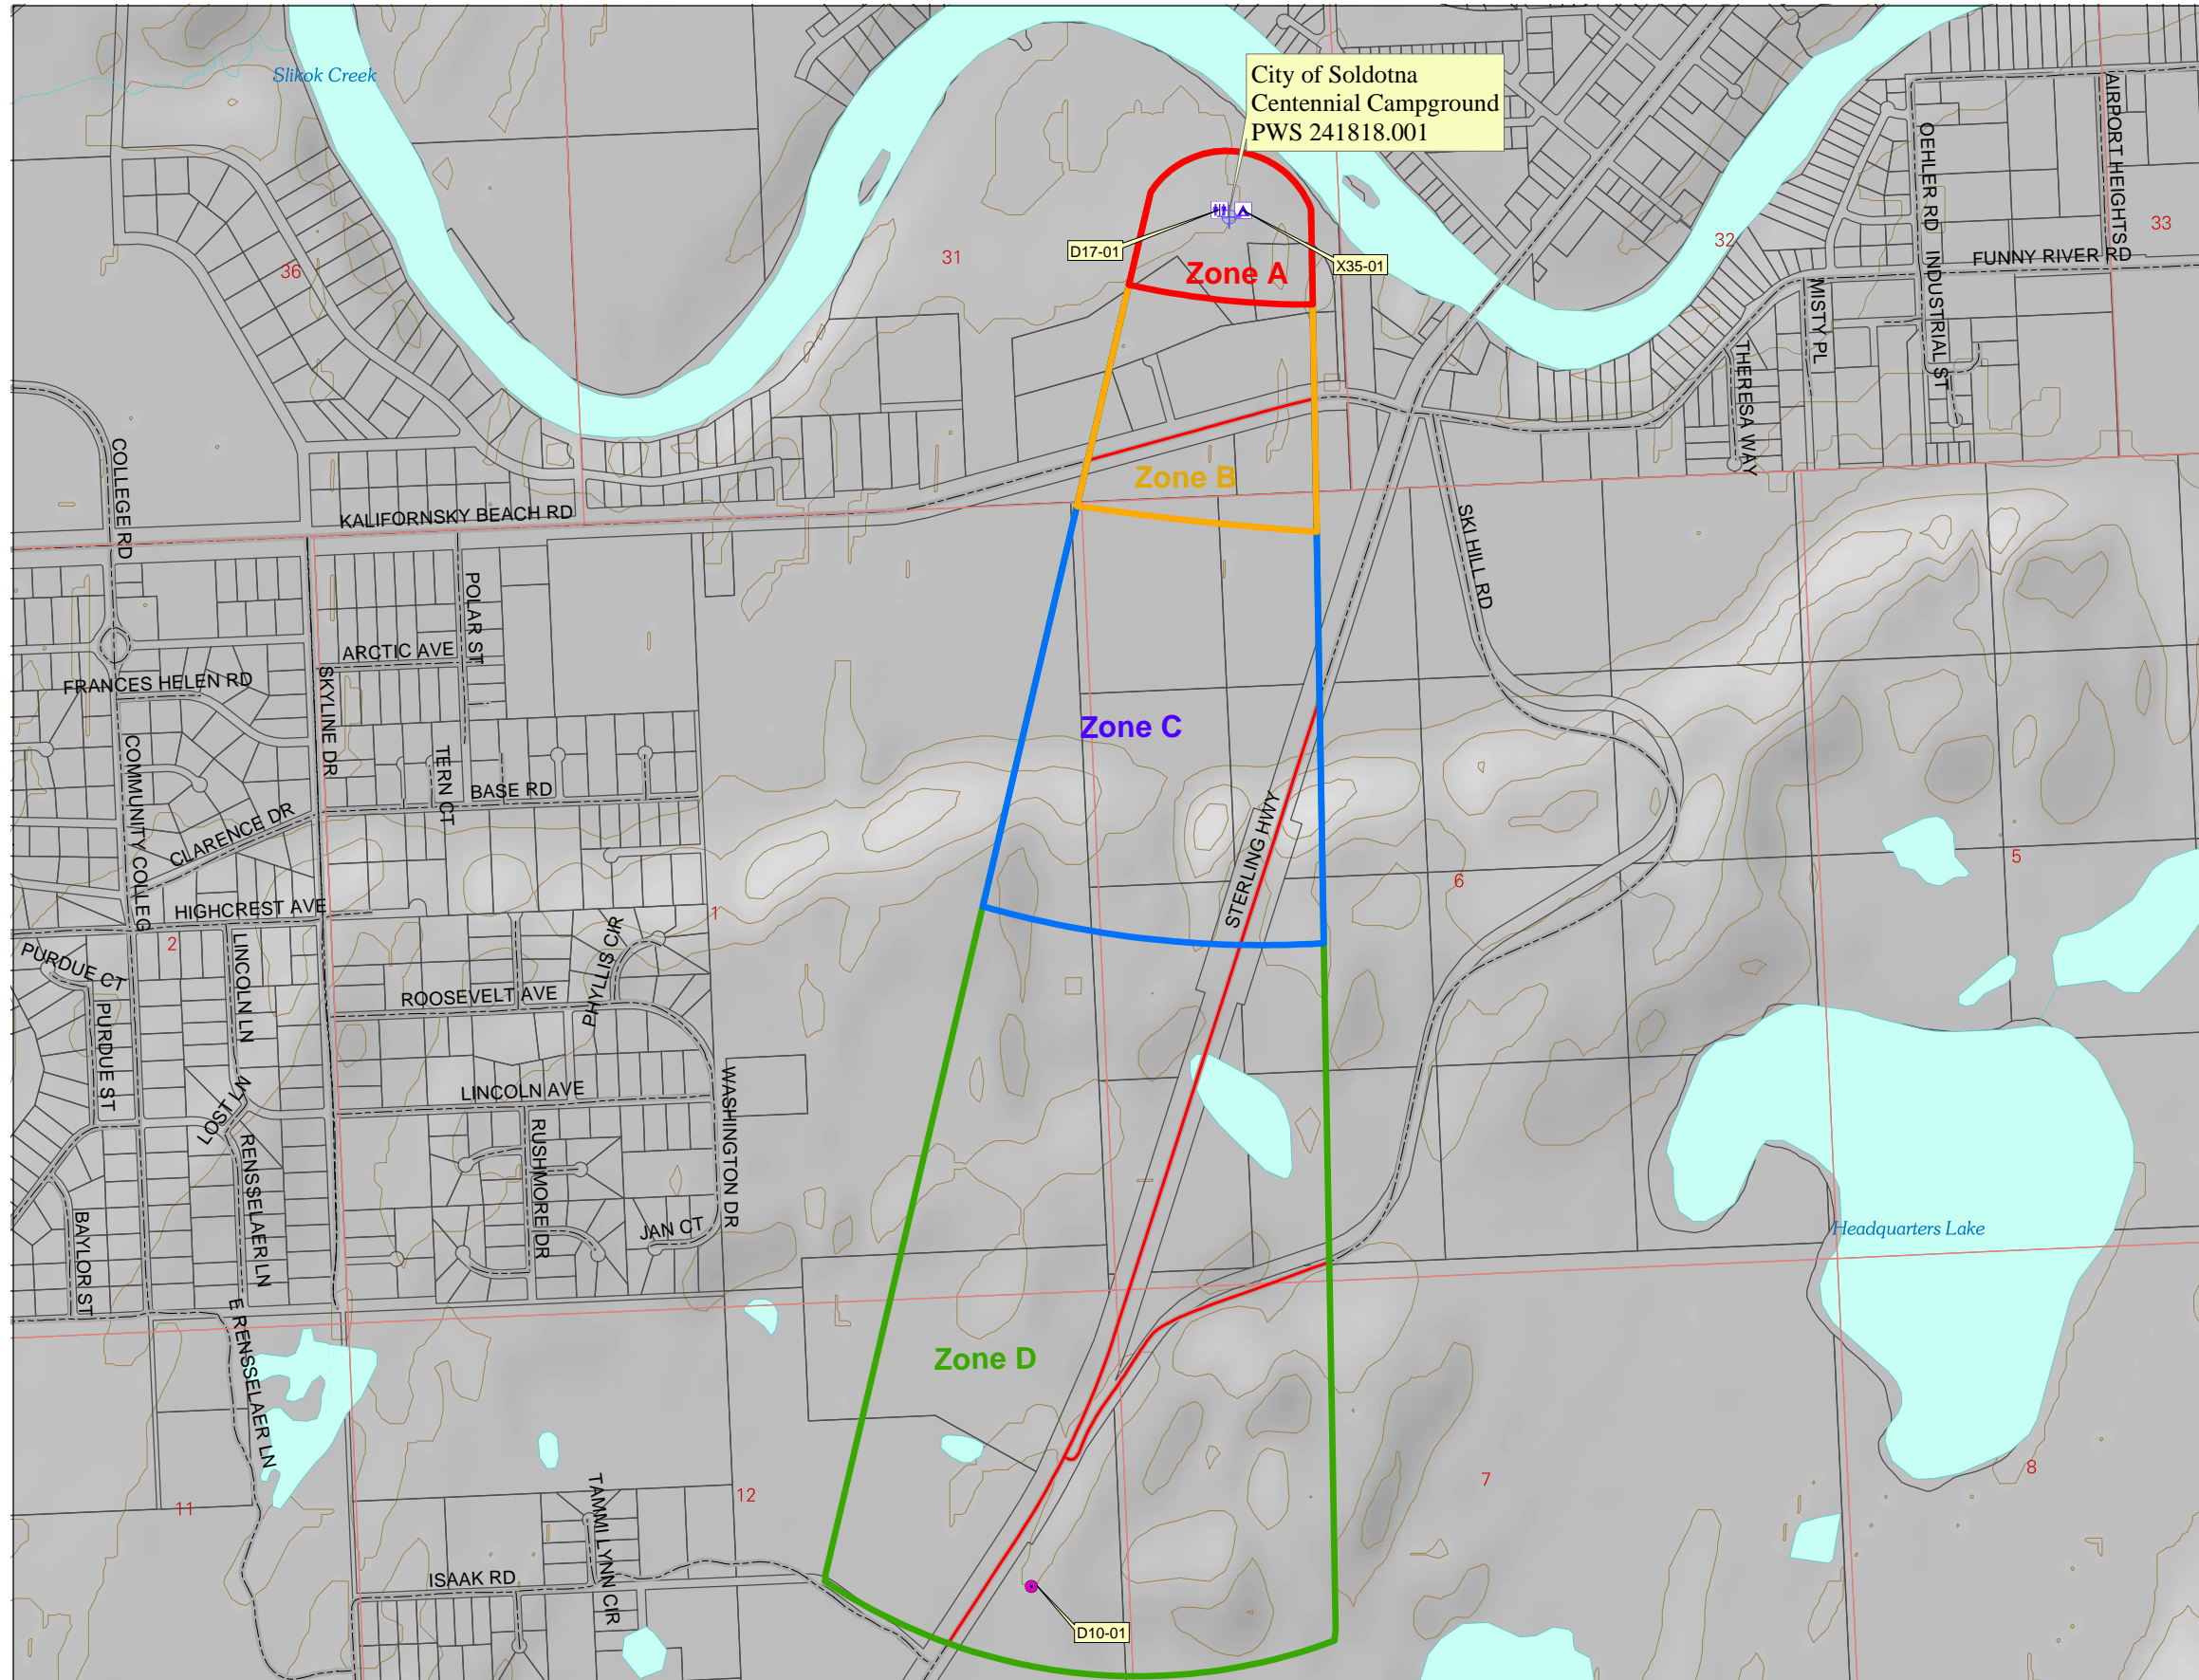 Slikok Creek
City of Soldotna
Centennial Campground
PWS 241818.001
AIRPORT HEIGHTS
OEHLER RD
INDUSTRIAL ST
FUNNY RIVER RD
33
32
31
36
D17-01
X35-01
Zone A
MISTY PL
THERESA WAY
COLLEGE RD
KALIFORNSKY BEACH RD
Zone B
SKI HILL RD
POLAR ST
ARCTIC AVE
FRANCES HELEN RD
SKYLINE DR
Zone C
COMMUNITY COLLEG
TERN CT
BASE RD
CLARENCE DR
STERLING HWY
5
6
HIGHCREST AVE
1
2
PURDUE CT
LINCOLN LN
PHYLLIS CIR
ROOSEVELT AVE
PURDUE ST
LINCOLN AVE
WASHINGTON DR
LOST LN
RUSHMORE DR
RENSSELAER LN
BAYLOR ST
JAN CT
Headquarters Lake
E RENSSELAER LN
Zone D
8
7
12
11
TAMMI LYNN CIR
ISAAK RD
D10-01